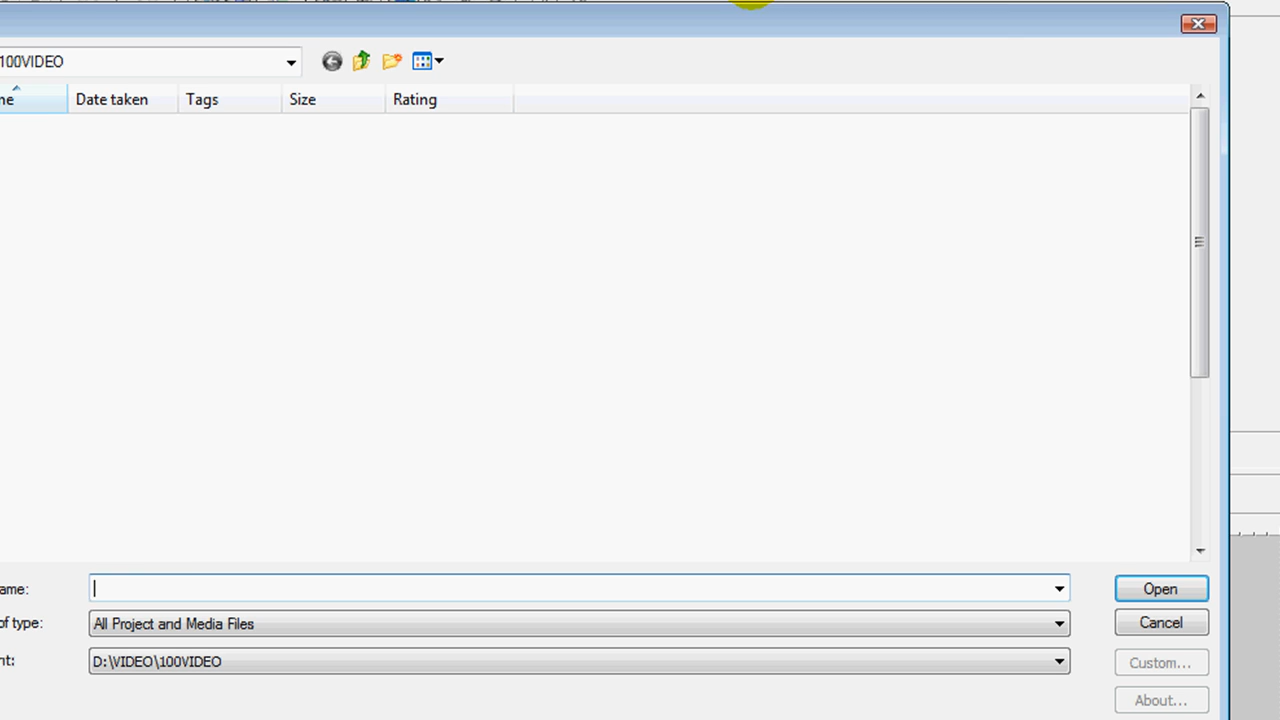 100VIDEO
ne
Date taken
Tags
Size
Rating
ame:
of type:
All Project and Media Files
nt:
D:\VIDEO\100VIDEO
Open
Cancel
Custom...
About...